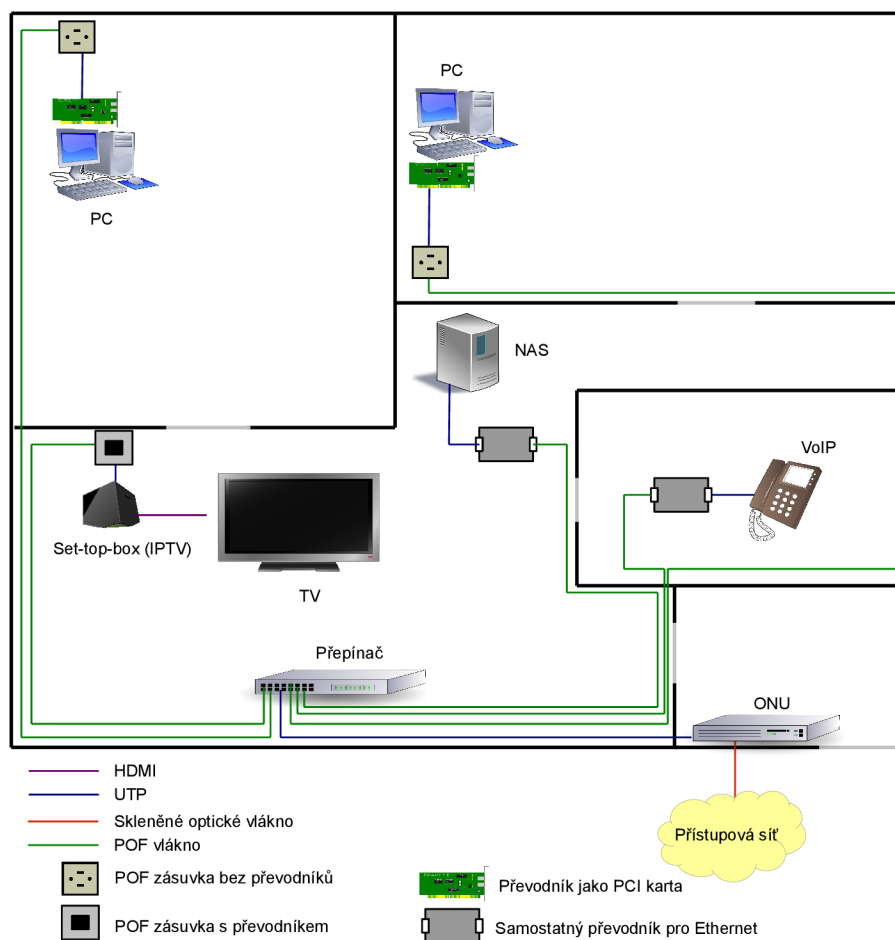 PC
PC
NAS
VoIP
Set-top-box (IPTV)
TV
Přepínač
ONU
HDMI
UTP
Skleněné optické vlákno
POF vlákno
Přístupová síť
POF zásuvka bez převodníků
Převodník jako PCI karta
POF zásuvka s převodníkem
Samostatný převodník pro Ethernet